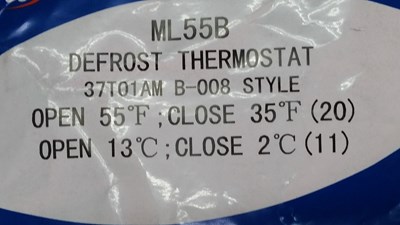 ML55B
DEFROST THERMOSTAT
37T01AM B-008 STYLE
OPEN 55℉;CLOSE 35℉(20)
OPEN 13℃;CLOSE 2℃(11)